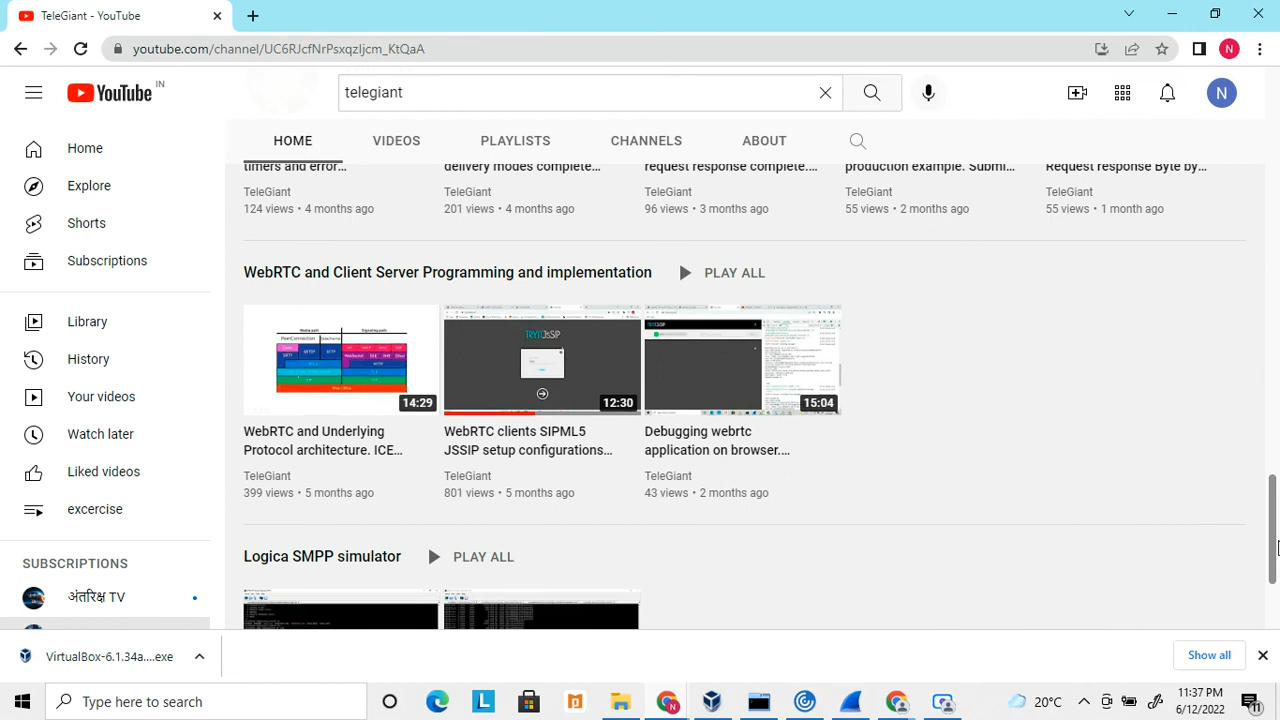 TeleGiant - YouTube
youtube.com/channel/UC6RJcfNrPsxqzIjcm_KtQaA
YouTube IN
telegiant
N
N
HOME VIDEOS PLAYLISTS CHANNELS ABOUT
Home
Explore
Shorts
Subscriptions
Library
History
Your videos
Watch later
Liked videos
excercise
SUBSCRIPTIONS
अंतरिक्ष TV
timers and error…
TeleGiant
124 views • 4 months ago
delivery modes complete…
TeleGiant
201 views • 4 months ago
request response complete.…
TeleGiant
96 views • 3 months ago
production example. Submi…
TeleGiant
55 views • 2 months ago
Request response Byte by…
TeleGiant
55 views • 1 month ago
WebRTC and Client Server Programming and implementation PLAY ALL
Media path Signaling path
PeerConnection
14:29
WebRTC and Underlying
Protocol architecture. ICE…
TeleGiant
399 views • 5 months ago
12:30
WebRTC clients SIPML5
JSSIP setup configurations…
TeleGiant
801 views • 5 months ago
15:04
Debugging webrtc
application on browser.…
TeleGiant
43 views • 2 months ago
Logica SMPP simulator PLAY ALL
VirtualBox-6.1.34a....exe
Show all
Type here to search
L
20°C
11:37 PM
6/12/2022